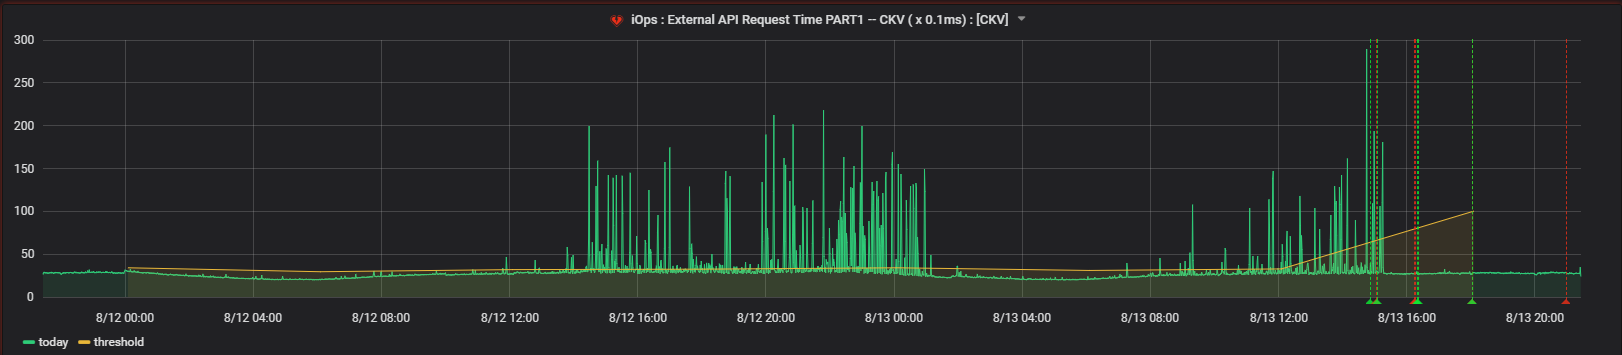 iOps : External API Request Time PART1 -- CKV ( x 0.1ms) : [CKV]
300
250
200
150
100
50
0
8/12 00:00 8/12 04:00 8/12 08:00 8/12 12:00 8/12 16:00 8/12 20:00 8/13 00:00 8/13 04:00 8/13 08:00 8/13 12:00 8/13 16:00 8/13 20:00
today threshold